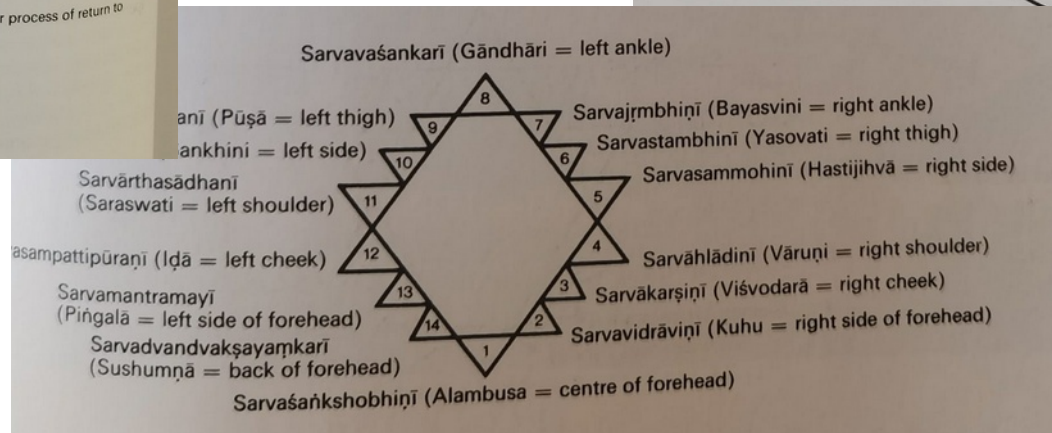 r process of return to
Sarvavaśankarī (Gāndhāri = left ankle)
8
anī (Pūṣā = left thigh)
9
7
Sarvajṛmbhiṇī (Bayasvini = right ankle)
ankhini = left side)
10
6
Sarvastambhinī (Yasovati = right thigh)
Sarvārthasādhanī
(Saraswati = left shoulder)
11
5
Sarvasammohinī (Hastijihvā = right side)
asampattipūraṇī (Iḍā = left cheek)
12
4
Sarvāhlādinī (Vāruṇi = right shoulder)
Sarvamantramayī
(Piṅgalā = left side of forehead)
13
3
Sarvākarṣiṇī (Viśvodarā = right cheek)
Sarvadvandvakṣayaṃkarī
(Sushumṇā = back of forehead)
14
2
Sarvavidrāviṇī (Kuhu = right side of forehead)
1
Sarvaśaṅkshobhiṇī (Alambusa = centre of forehead)